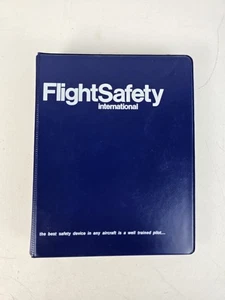 FlightSafety
international
the best safety device in any aircraft is a well trained pilot...